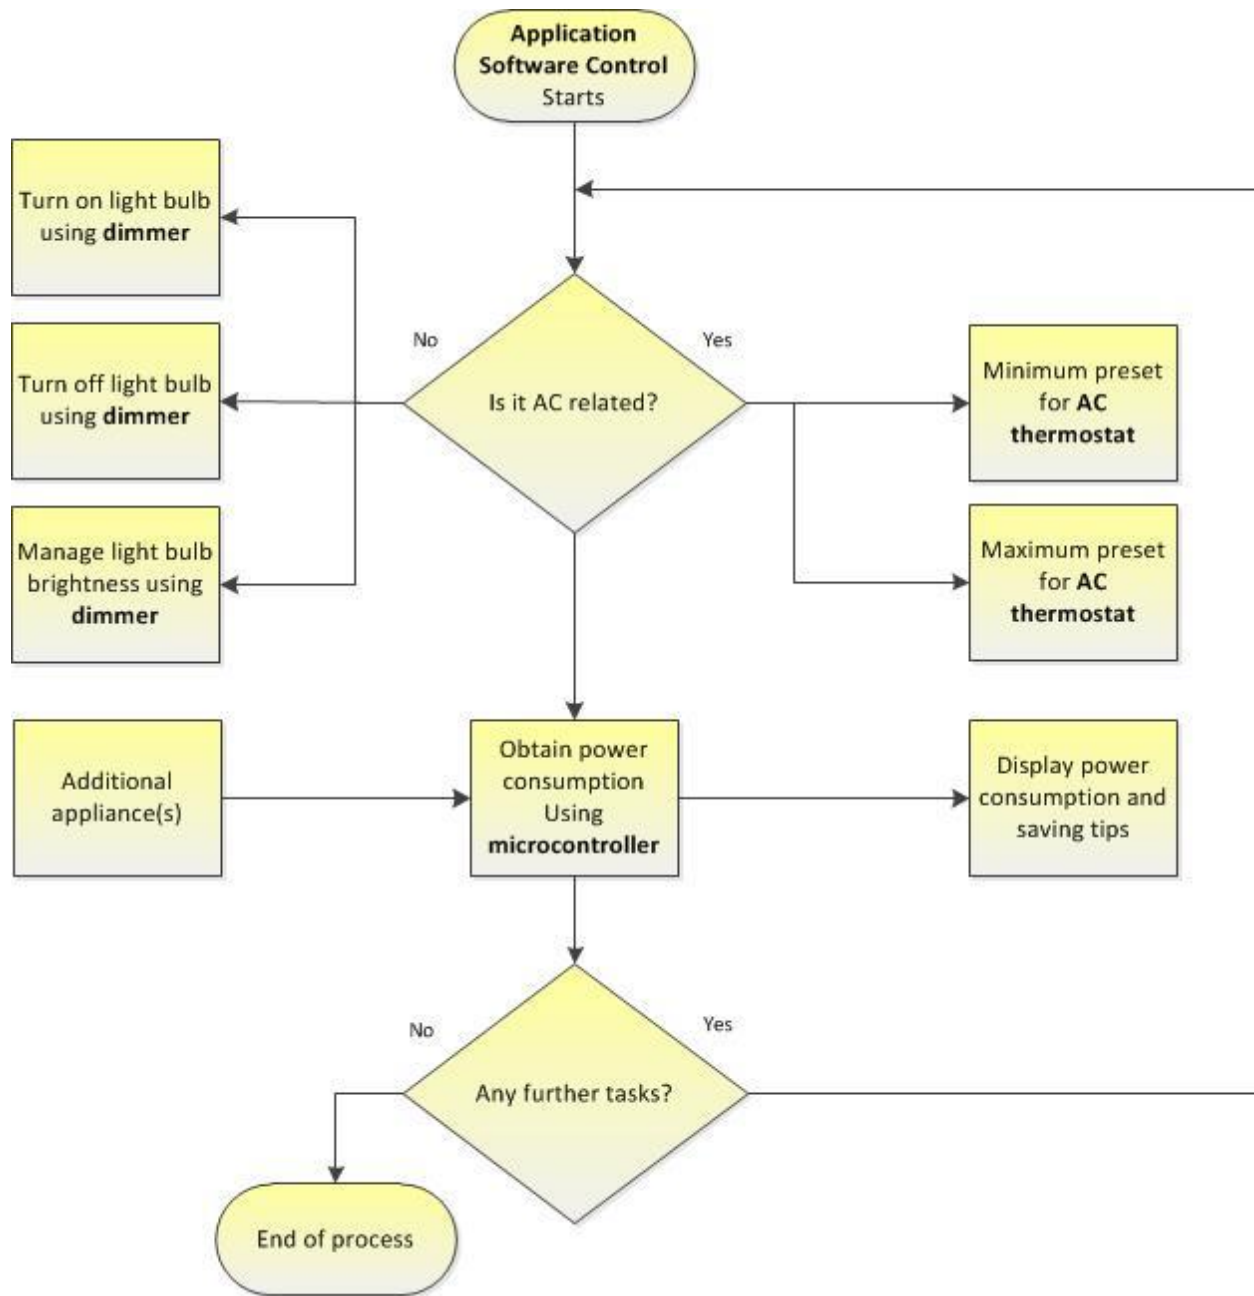 Application
Software Control
Starts
Turn on light bulb
using dimmer
No
Yes
Is it AC related?
Turn off light bulb
using dimmer
Minimum preset
for AC
thermostat
Manage light bulb
brightness using
dimmer
Maximum preset
for AC
thermostat
Additional
appliance(s)
Obtain power
consumption
Using
microcontroller
Display power
consumption and
saving tips
No
Yes
Any further tasks?
End of process